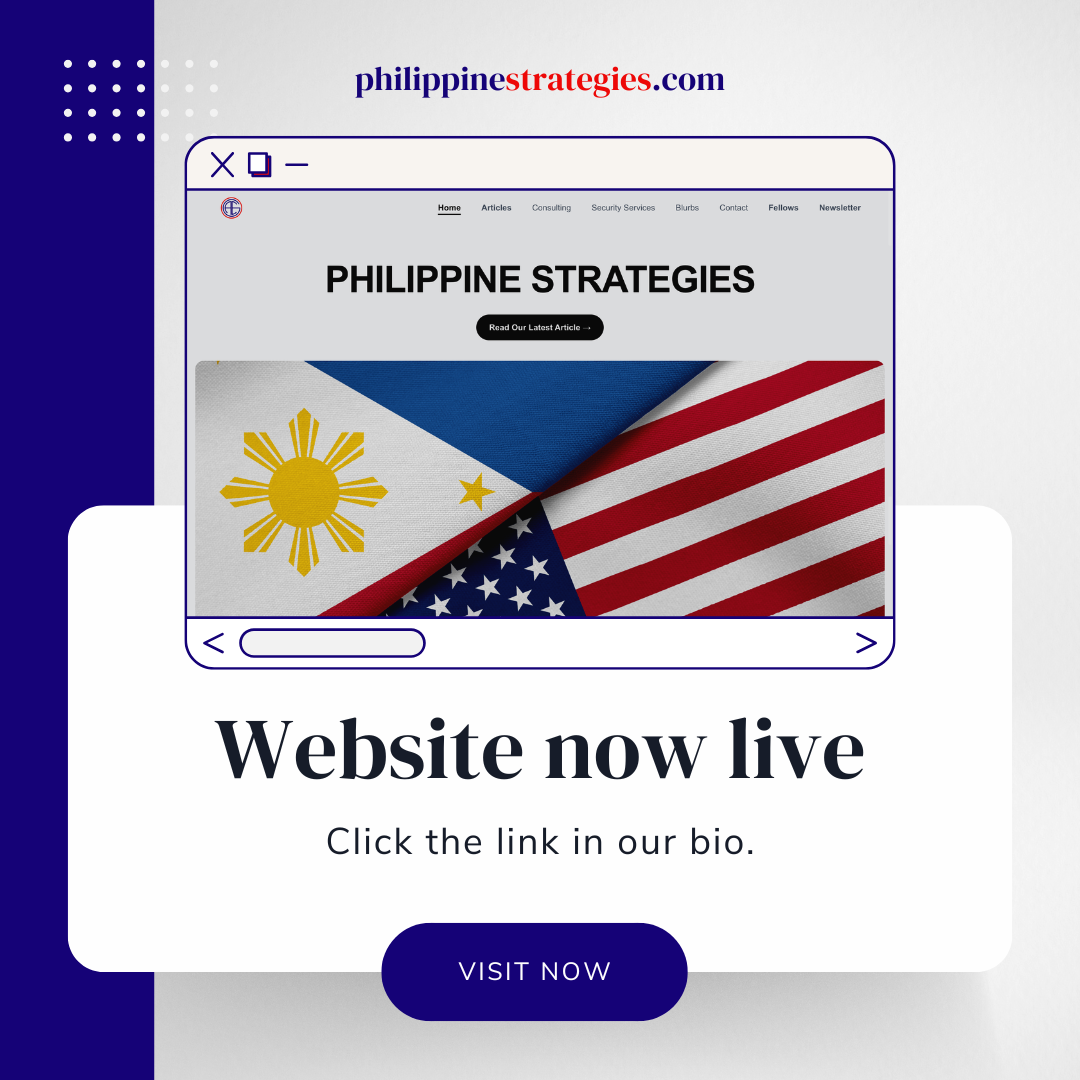 philippinestrategies.com
Home Articles Consulting Security Services Blurbs Contact Fellows Newsletter
PHILIPPINE STRATEGIES
Read Our Latest Article →
Website now live
Click the link in our bio.
VISIT NOW